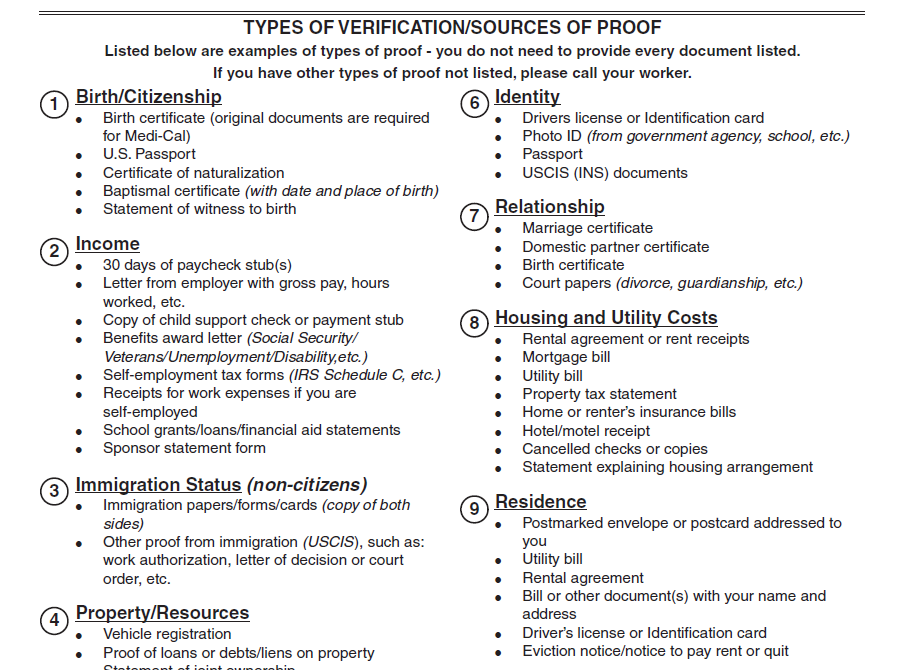 TYPES OF VERIFICATION/SOURCES OF PROOF
Listed below are examples of types of proof - you do not need to provide every document listed.
If you have other types of proof not listed, please call your worker.
1 Birth/Citizenship
• Birth certificate (original documents are required
for Medi-Cal)
• U.S. Passport
• Certificate of naturalization
• Baptismal certificate (with date and place of birth)
• Statement of witness to birth
2 Income
• 30 days of paycheck stub(s)
• Letter from employer with gross pay, hours
worked, etc.
• Copy of child support check or payment stub
• Benefits award letter (Social Security/
Veterans/Unemployment/Disability,etc.)
• Self-employment tax forms (IRS Schedule C, etc.)
• Receipts for work expenses if you are
self-employed
• School grants/loans/financial aid statements
• Sponsor statement form
3 Immigration Status (non-citizens)
• Immigration papers/forms/cards (copy of both
sides)
• Other proof from immigration (USCIS), such as:
work authorization, letter of decision or court
order, etc.
4 Property/Resources
• Vehicle registration
• Proof of loans or debts/liens on property
Statement of joint ownership
6 Identity
• Drivers license or Identification card
• Photo ID (from government agency, school, etc.)
• Passport
• USCIS (INS) documents
7 Relationship
• Marriage certificate
• Domestic partner certificate
• Birth certificate
• Court papers (divorce, guardianship, etc.)
8 Housing and Utility Costs
• Rental agreement or rent receipts
• Mortgage bill
• Utility bill
• Property tax statement
• Home or renter's insurance bills
• Hotel/motel receipt
• Cancelled checks or copies
• Statement explaining housing arrangement
9 Residence
• Postmarked envelope or postcard addressed to
you
• Utility bill
• Rental agreement
• Bill or other document(s) with your name and
address
• Driver's license or Identification card
• Eviction notice/notice to pay rent or quit